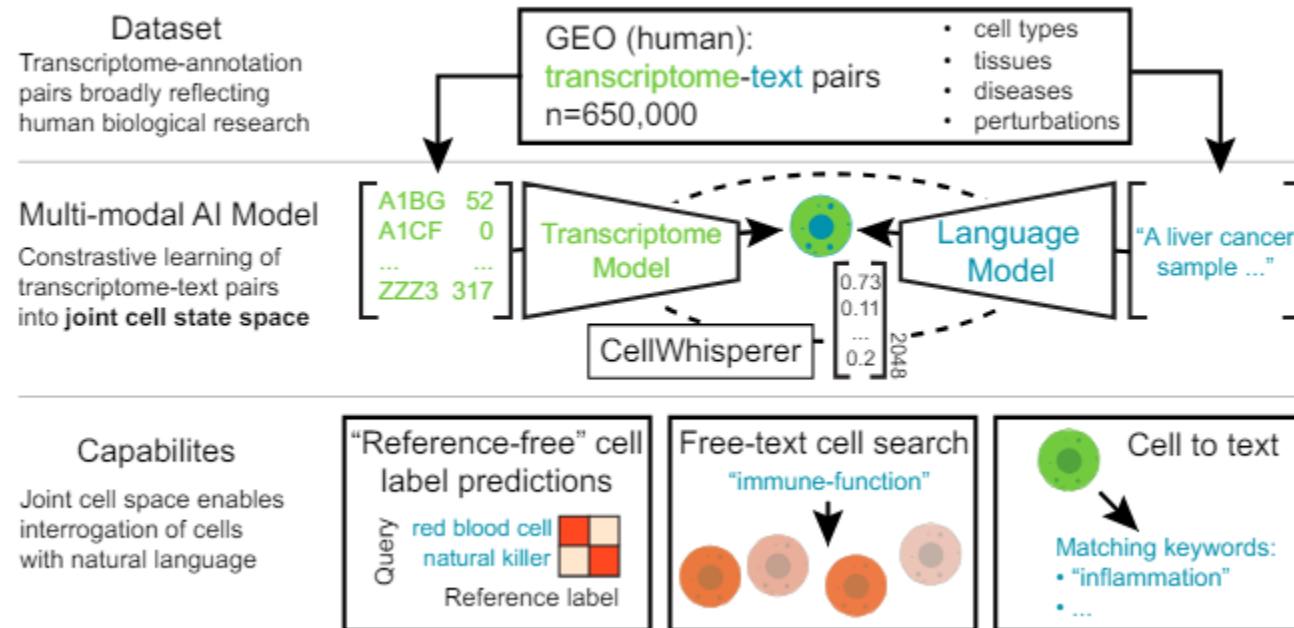 Dataset
Transcriptome-annotation
pairs broadly reflecting
human biological research
GEO (human):
transcriptome-text pairs
n=650,000
• cell types
• tissues
• diseases
• perturbations
Multi-modal AI Model
Constrastive learning of
transcriptome-text pairs
into joint cell state space
A1BG 52
A1CF 0
... ...
ZZZ3 317
Transcriptome
Model
CellWhisperer
0.73
0.11
...
0.2
2048
Language
Model
“A liver cancer
sample ...”
Capabilites
Joint cell space enables
interrogation of cells
with natural language
“Reference-free” cell
label predictions
Query
red blood cell
natural killer
Reference label
Free-text cell search
“immune-function”
Cell to text
Matching keywords:
• “inflammation”
• ...